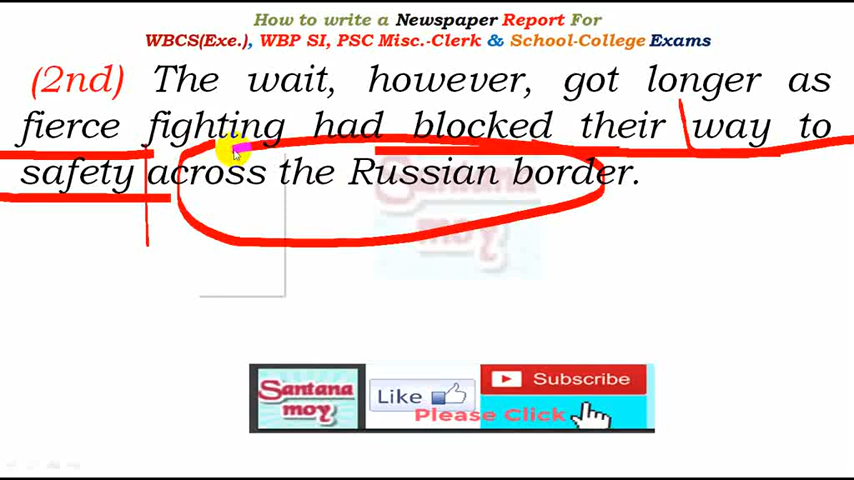 How to write a Newspaper Report For
WBCS(Exe.), WBP SI, PSC Misc.-Clerk & School-College Exams
(2nd) The wait, however, got longer as
fierce fighting had blocked their way to
safety across the Russian border.
Santana
moy
Santana
moy
Like
Subscribe
Please Click